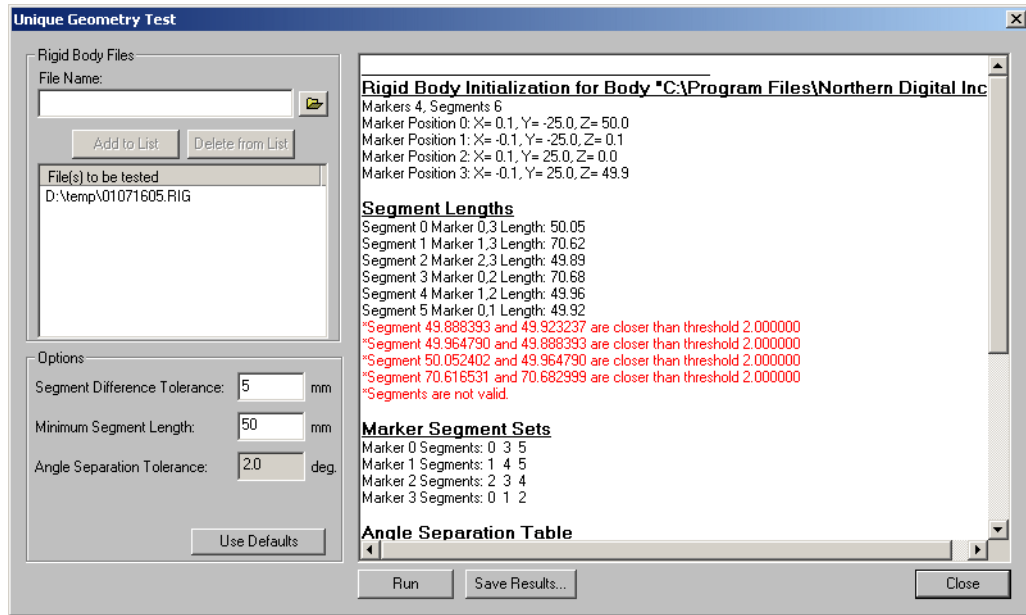 Unique Geometry Test
Rigid Body Files
File Name:
Add to List
Delete from List
File(s) to be tested
D:\temp\01071605.RIG
Options
Segment Difference Tolerance: 5 mm
Minimum Segment Length: 50 mm
Angle Separation Tolerance: 2.0 deg.
Use Defaults
Rigid Body Initialization for Body "C:\Program Files\Northern Digital Inc
Markers 4, Segments 6
Marker Position 0: X= 0.1, Y= -25.0, Z= 50.0
Marker Position 1: X= -0.1, Y= -25.0, Z= 0.1
Marker Position 2: X= 0.1, Y= 25.0, Z= 0.0
Marker Position 3: X= -0.1, Y= 25.0, Z= 49.9
Segment Lengths
Segment 0 Marker 0,3 Length: 50.05
Segment 1 Marker 1,3 Length: 70.62
Segment 2 Marker 2,3 Length: 49.89
Segment 3 Marker 0,2 Length: 70.68
Segment 4 Marker 1,2 Length: 49.96
Segment 5 Marker 0,1 Length: 49.92
*Segment 49.888393 and 49.923237 are closer than threshold 2.000000
*Segment 49.964790 and 49.888393 are closer than threshold 2.000000
*Segment 50.052402 and 49.964790 are closer than threshold 2.000000
*Segment 70.616531 and 70.682999 are closer than threshold 2.000000
*Segments are not valid.
Marker Segment Sets
Marker 0 Segments: 0 3 5
Marker 1 Segments: 1 4 5
Marker 2 Segments: 2 3 4
Marker 3 Segments: 0 1 2
Angle Separation Table
Run
Save Results...
Close